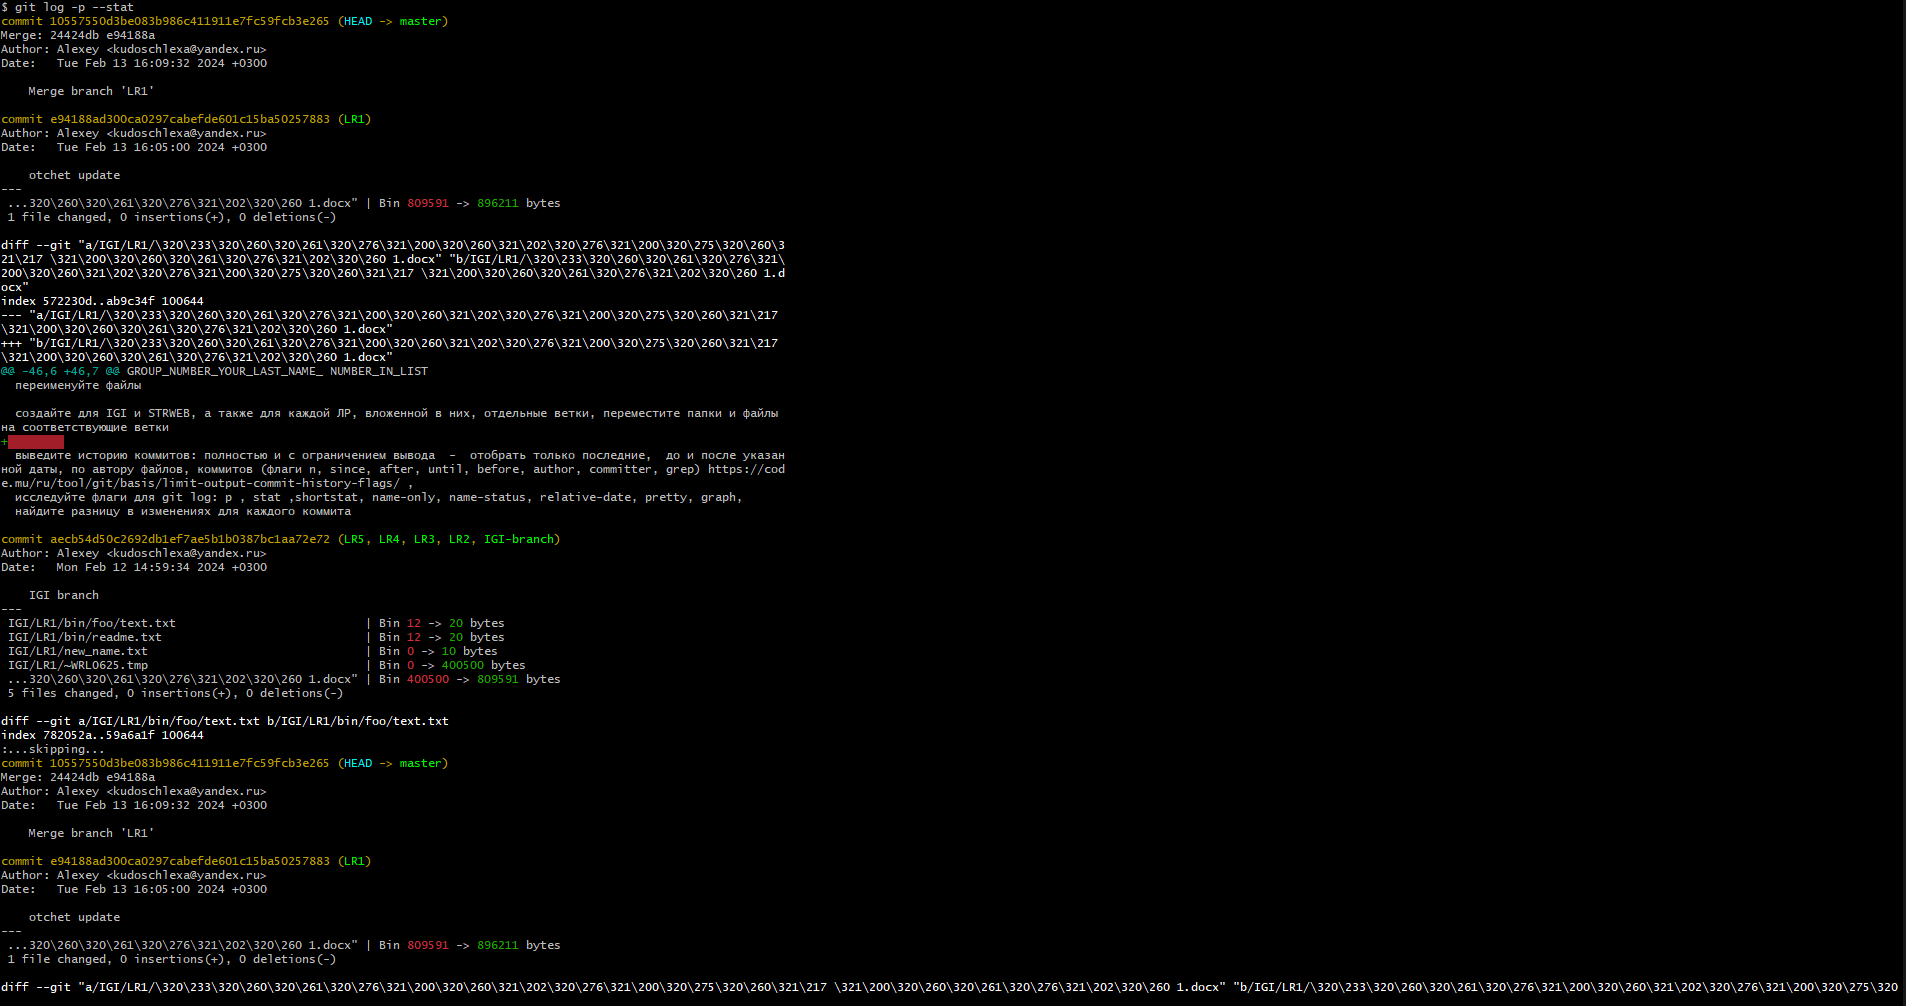 $ git log -p --stat
commit 10557550d3be083b986c411911e7fc59fcb3e265 (HEAD -> master)
Merge: 24424db e94188a
Author: Alexey <kudoschlexa@yandex.ru>
Date:   Tue Feb 13 16:09:32 2024 +0300
    Merge branch 'LR1'
commit e94188ad300ca0297cabefde601c15ba50257883 (LR1)
Author: Alexey <kudoschlexa@yandex.ru>
Date:   Tue Feb 13 16:05:00 2024 +0300
    otchet update
---
 ...320\260\320\261\320\276\321\202\320\260 1.docx" | Bin 809591 -> 896211 bytes
 1 file changed, 0 insertions(+), 0 deletions(-)
diff --git "a/IGI/LR1/\320\233\320\260\320\261\320\276\321\200\320\260\321\202\320\276\321\200\320\275\320\260\3
21\217 \321\200\320\260\320\261\320\276\321\202\320\260 1.docx" "b/IGI/LR1/\320\233\320\260\320\261\320\276\321\
200\320\260\321\202\320\276\321\200\320\275\320\260\321\217 \321\200\320\260\320\261\320\276\321\202\320\260 1.d
ocx"
index 572230d..ab9c34f 100644
--- "a/IGI/LR1/\320\233\320\260\320\261\320\276\321\200\320\260\321\202\320\276\321\200\320\275\320\260\321\217
\321\200\320\260\320\261\320\276\321\202\320\260 1.docx"
+++ "b/IGI/LR1/\320\233\320\260\320\261\320\276\321\200\320\260\321\202\320\276\321\200\320\275\320\260\321\217
\321\200\320\260\320\261\320\276\321\202\320\260 1.docx"
@@ -46,6 +46,7 @@ GROUP_NUMBER_YOUR_LAST_NAME_ NUMBER_IN_LIST
  переименуйте файлы
  создайте для IGI и STRWEB, а также для каждой ЛР, вложенной в них, отдельные ветки, переместите папки и файлы
на соответствующие ветки
+
  выведите историю коммитов: полностью и с ограничением вывода  -  отобрать только последние,  до и после указан
ной даты, по автору файлов, коммитов (флаги n, since, after, until, before, author, committer, grep) https://cod
e.mu/ru/tool/git/basis/limit-output-commit-history-flags/ ,
  исследуйте флаги для git log: p , stat ,shortstat, name-only, name-status, relative-date, pretty, graph,
  найдите разницу в изменениях для каждого коммита
commit aecb54d50c2692db1ef7ae5b1b0387bc1aa72e72 (LR5, LR4, LR3, LR2, IGI-branch)
Author: Alexey <kudoschlexa@yandex.ru>
Date:   Mon Feb 12 14:59:34 2024 +0300
    IGI branch
---
 IGI/LR1/bin/foo/text.txt                           | Bin 12 -> 20 bytes
 IGI/LR1/bin/readme.txt                             | Bin 12 -> 20 bytes
 IGI/LR1/new_name.txt                               | Bin 0 -> 10 bytes
 IGI/LR1/~WRL0625.tmp                               | Bin 0 -> 400500 bytes
 ...320\260\320\261\320\276\321\202\320\260 1.docx" | Bin 400500 -> 809591 bytes
 5 files changed, 0 insertions(+), 0 deletions(-)
diff --git a/IGI/LR1/bin/foo/text.txt b/IGI/LR1/bin/foo/text.txt
index 782052a..59a6a1f 100644
:...skipping...
commit 10557550d3be083b986c411911e7fc59fcb3e265 (HEAD -> master)
Merge: 24424db e94188a
Author: Alexey <kudoschlexa@yandex.ru>
Date:   Tue Feb 13 16:09:32 2024 +0300
    Merge branch 'LR1'
commit e94188ad300ca0297cabefde601c15ba50257883 (LR1)
Author: Alexey <kudoschlexa@yandex.ru>
Date:   Tue Feb 13 16:05:00 2024 +0300
    otchet update
---
 ...320\260\320\261\320\276\321\202\320\260 1.docx" | Bin 809591 -> 896211 bytes
 1 file changed, 0 insertions(+), 0 deletions(-)
diff --git "a/IGI/LR1/\320\233\320\260\320\261\320\276\321\200\320\260\321\202\320\276\321\200\320\275\320\260\321\217 \321\200\320\260\320\261\320\276\321\202\320\260 1.docx" "b/IGI/LR1/\320\233\320\260\320\261\320\276\321\200\320\260\321\202\320\276\321\200\320\275\320